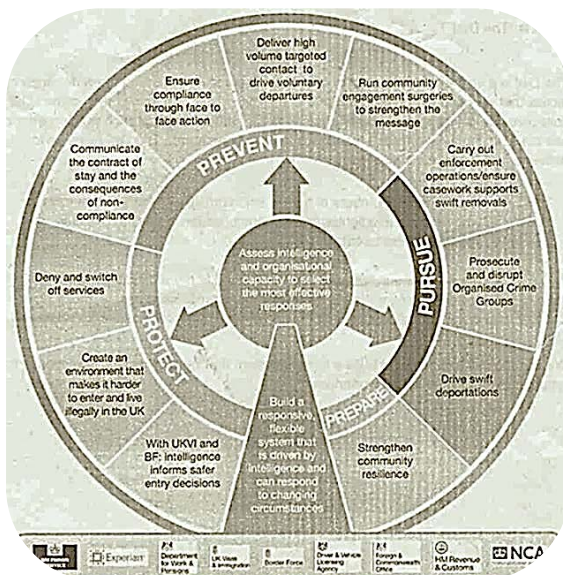 Deliver high
volume targeted
contact to
drive voluntary
departures
Run community
engagement surgeries
to strengthen the
message
Carry out
enforcement
operations/ensure
casework supports
swift removals
Prosecute
and disrupt
Organised Crime
Groups
Drive swift
deportations
Strengthen
community
resilience
Build a
responsive,
flexible
system that
is driven by
intelligence and
can respond
to changing
circumstances
With UKVI and
BF: intelligence
informs safer
entry decisions
Create an
environment that
makes it harder
to enter and live
illegally in the UK
Deny and switch
off services
Communicate
the contract of
stay and the
consequences
of non-
compliance
Ensure
compliance
through face to
face action
PREVENT
PURSUE
PREPARE
PROTECT
Assess intelligence
and organisational
capacity to select
the most effective
responses
Experian
Department
for Work &
Pensions
UK Visas
& Immigration
Border Force
Driver & Vehicle
Licensing
Agency
Foreign &
Commonwealth
Office
HM Revenue
& Customs
NCA